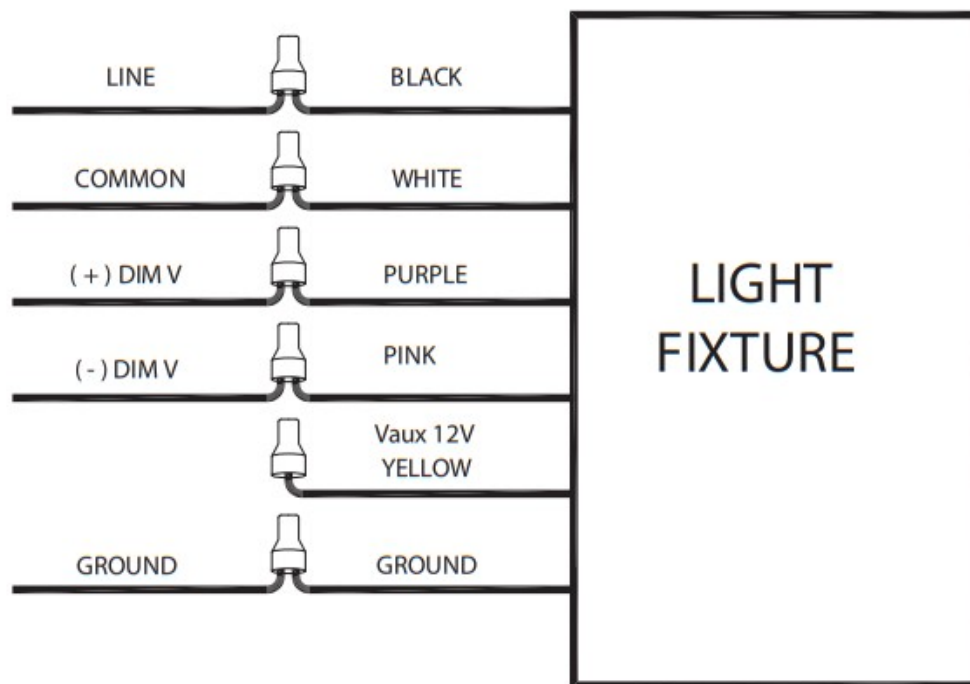 LINE
BLACK
COMMON
WHITE
( + ) DIM V
PURPLE
( - ) DIM V
PINK
Vaux 12V
YELLOW
GROUND
GROUND
LIGHT
FIXTURE